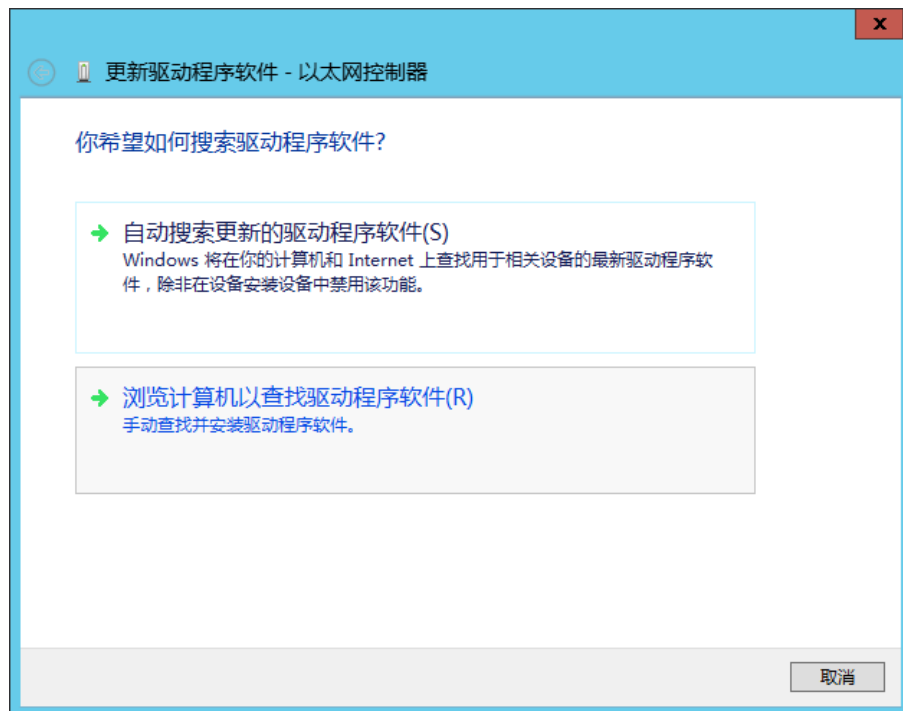 x
更新驱动程序软件 - 以太网控制器
你希望如何搜索驱动程序软件?
自动搜索更新的驱动程序软件(S)
Windows 将在你的计算机和 Internet 上查找用于相关设备的最新驱动程序软
件，除非在设备安装设备中禁用该功能。
浏览计算机以查找驱动程序软件(R)
手动查找并安装驱动程序软件。
取消